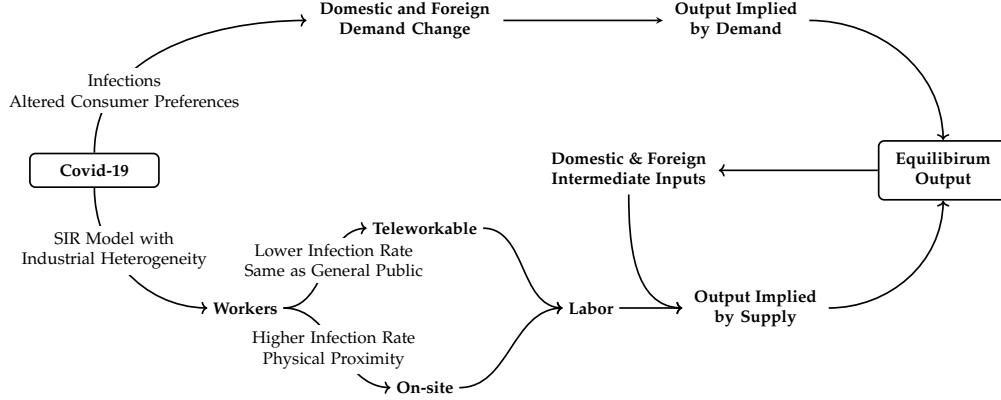 Domestic and Foreign
Demand Change
Output Implied
by Demand
Infections
Altered Consumer Preferences
Covid-19
Domestic & Foreign
Intermediate Inputs
Equilibirum
Output
SIR Model with
Industrial Heterogeneity
Teleworkable
Lower Infection Rate
Same as General Public
Workers
Labor
Output Implied
by Supply
Higher Infection Rate
Physical Proximity
On-site